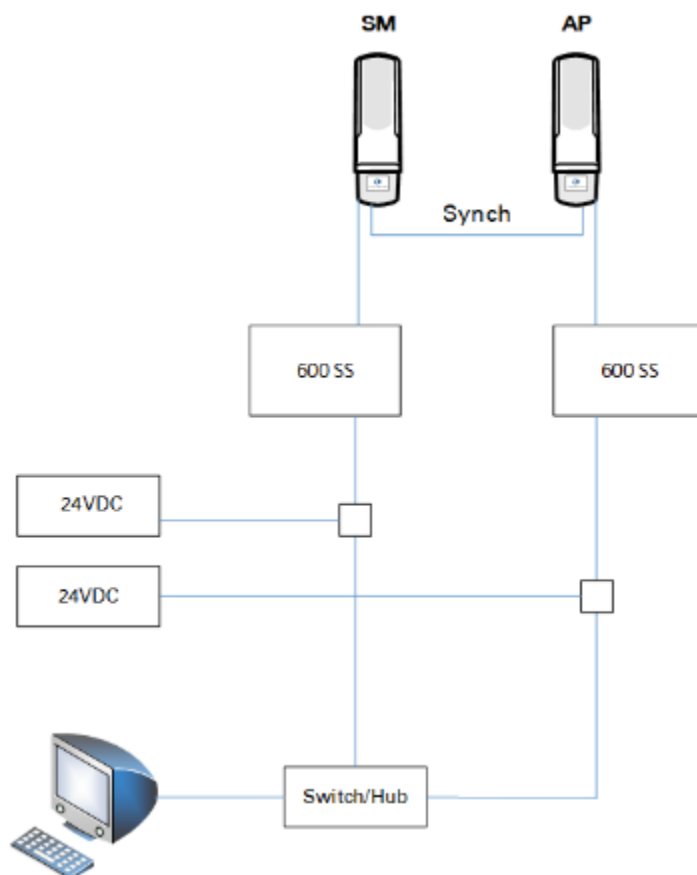 SM
AP
Synch
600 SS
600 SS
24VDC
24VDC
Switch/Hub